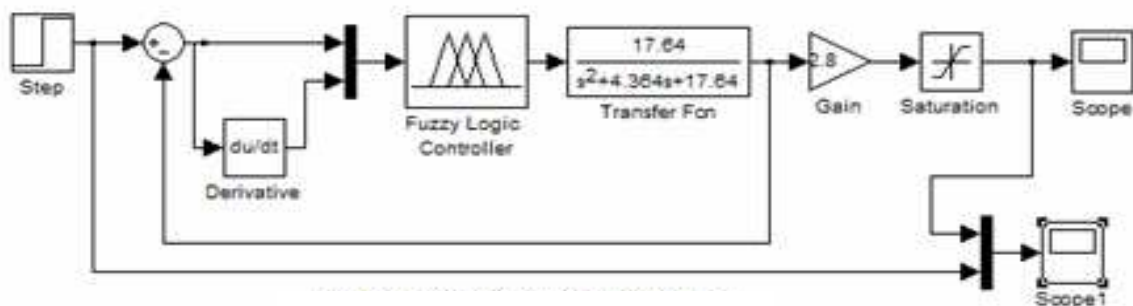 Step
+
-
du/dt
Derivative
Fuzzy Logic
Controller
17.64
s²+4.364s+17.64
Transfer Fcn
2.8
Gain
Saturation
Scope
Scope1